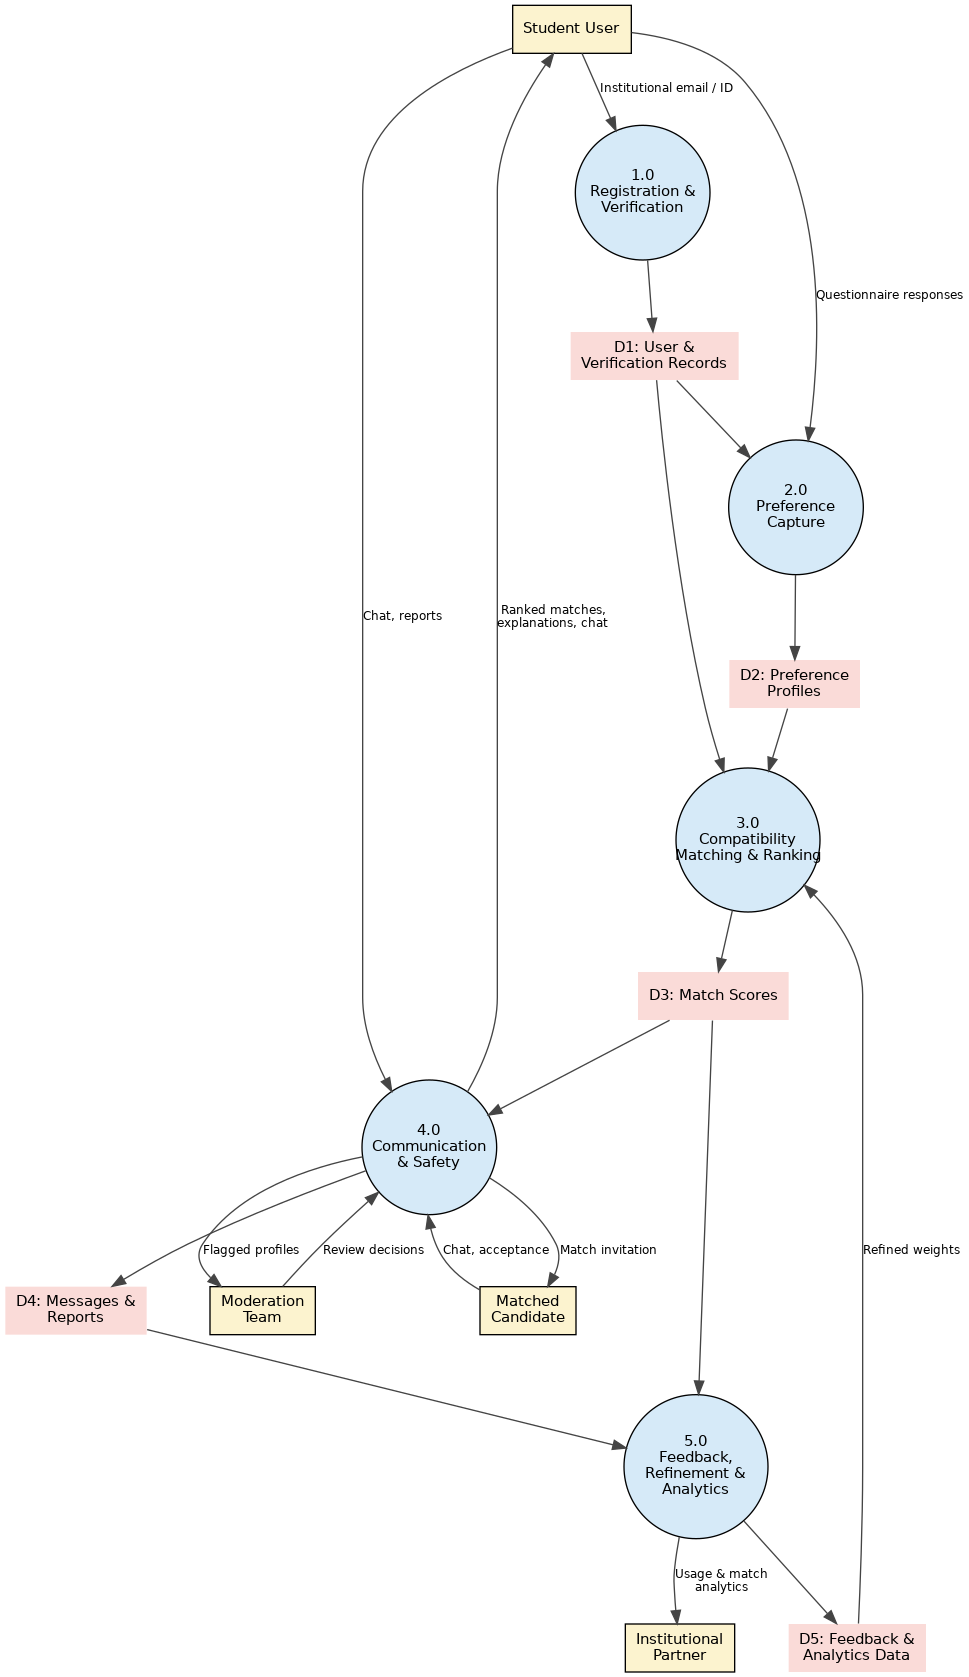 Student User
Institutional email / ID
1.0
Registration &
Verification
Questionnaire responses
D1: User &
Verification Records
2.0
Preference
Capture
Chat, reports
Ranked matches,
explanations, chat
D2: Preference
Profiles
3.0
Compatibility
Matching & Ranking
D3: Match Scores
4.0
Communication
& Safety
Flagged profiles
Review decisions
Chat, acceptance
Match invitation
Refined weights
D4: Messages &
Reports
Moderation
Team
Matched
Candidate
5.0
Feedback,
Refinement &
Analytics
Usage & match
analytics
Institutional
Partner
D5: Feedback &
Analytics Data